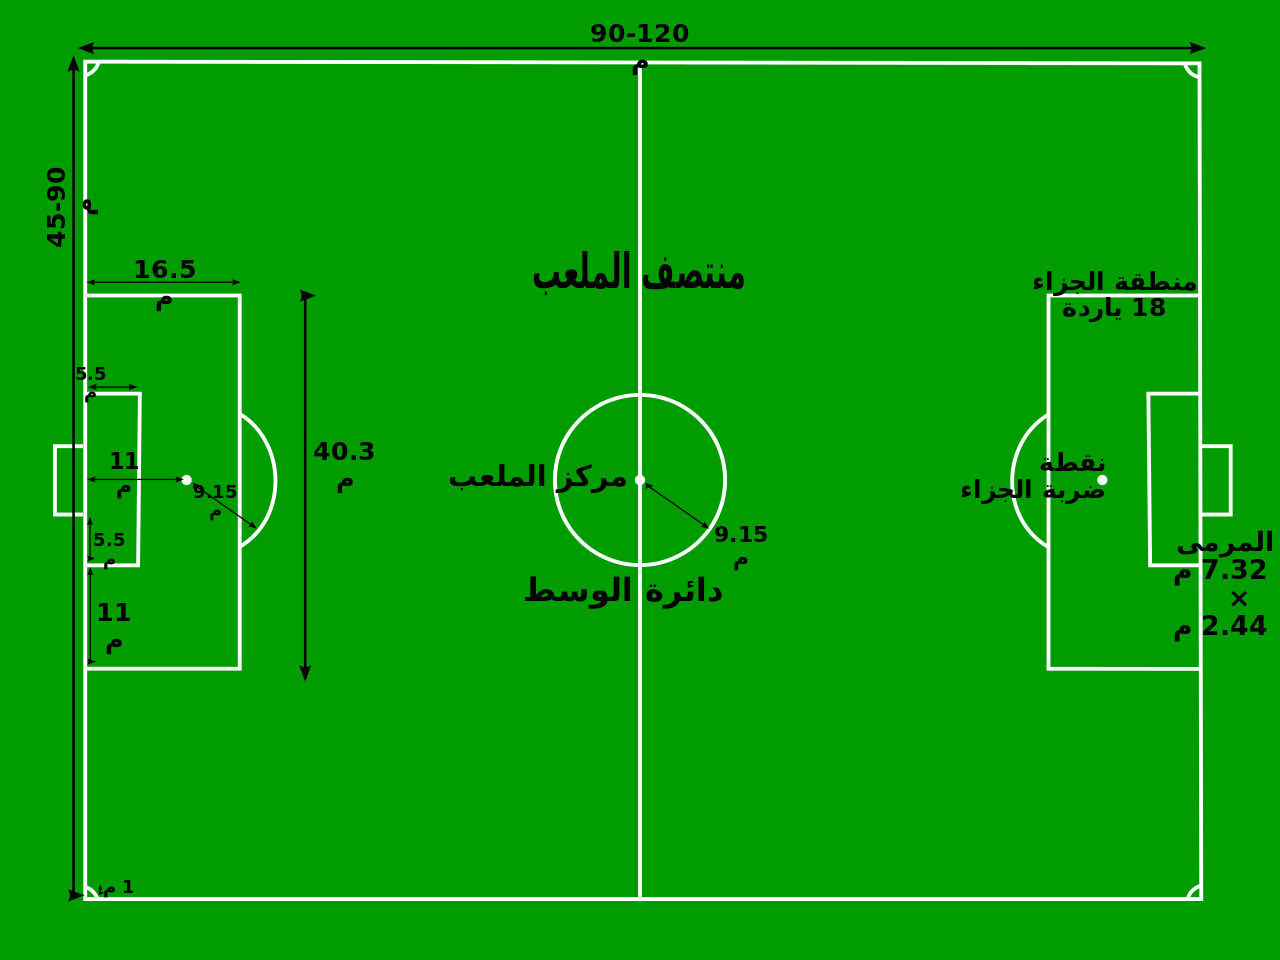 90-120
م
45-90
م
16.5
م
منتصف الملعب
منطقة الجزاء
18 ياردة
5.5
م
40.3
م
11
م
9.15
م
مركز الملعب
نقطة
ضربة الجزاء
9.15
م
5.5
م
المرمى
7.32 م
×
2.44 م
دائرة الوسط
11
م
1 م